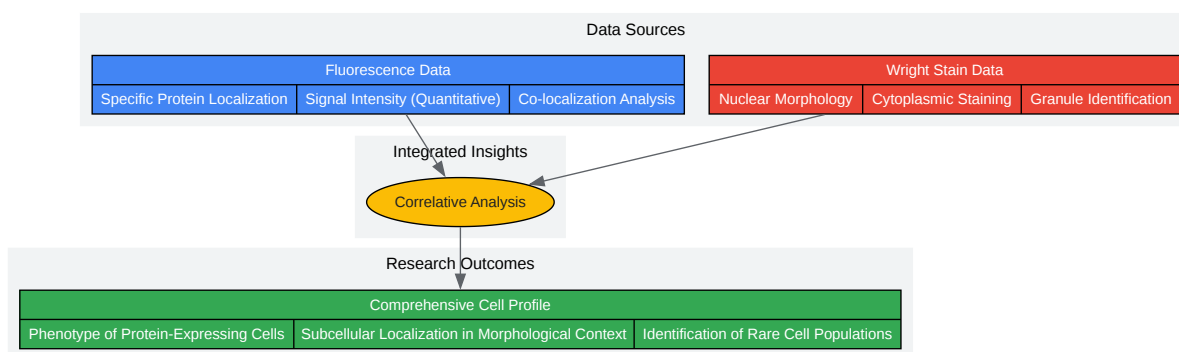 Data Sources
Fluorescence Data
Specific Protein Localization
Signal Intensity (Quantitative)
Co-localization Analysis
Wright Stain Data
Nuclear Morphology
Cytoplasmic Staining
Granule Identification
Integrated Insights
Correlative Analysis
Research Outcomes
Comprehensive Cell Profile
Phenotype of Protein-Expressing Cells
Subcellular Localization in Morphological Context
Identification of Rare Cell Populations